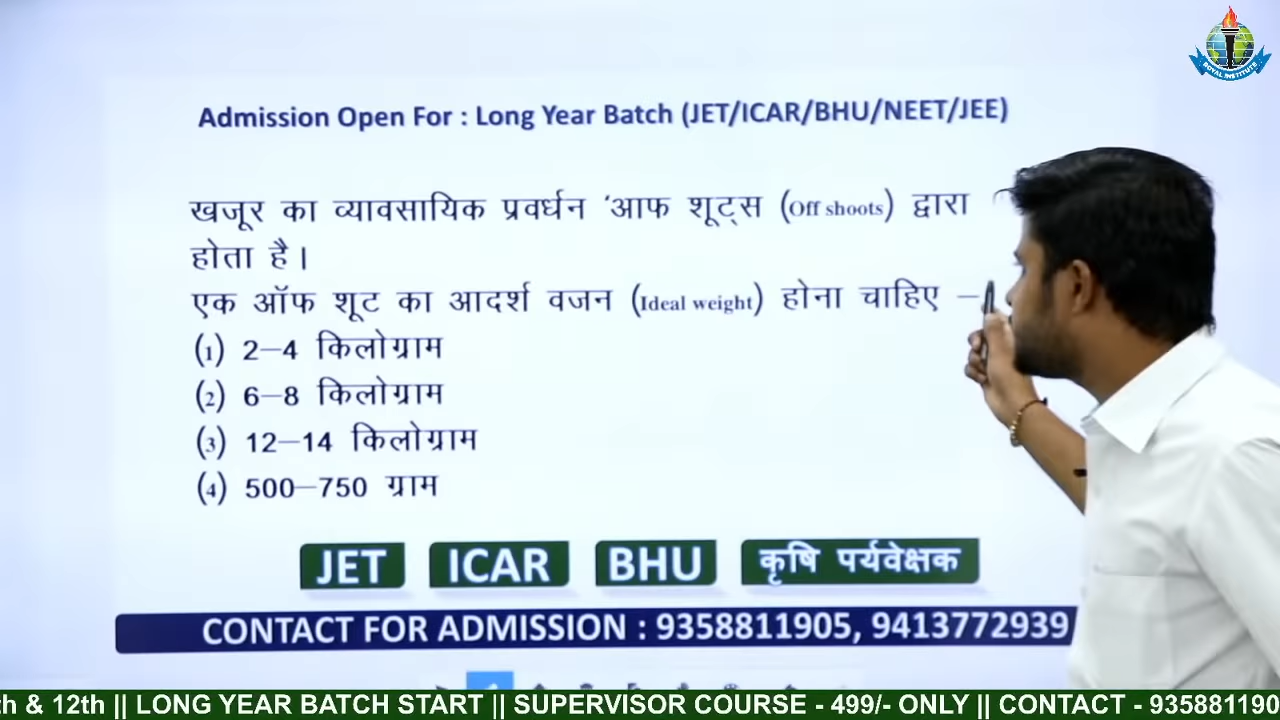 ROYAL INSTITUTE
Admission Open For : Long Year Batch (JET/ICAR/BHU/NEET/JEE)
खजूर का व्यावसायिक प्रवर्धन 'आफ शूट्स (Off shoots) द्वारा
होता है।
एक ऑफ शूट का आदर्श वजन (Ideal weight) होना चाहिए –
(1) 2–4 किलोग्राम
(2) 6–8 किलोग्राम
(3) 12–14 किलोग्राम
(4) 500–750 ग्राम
JET ICAR BHU कृषि पर्यवेक्षक
CONTACT FOR ADMISSION : 9358811905, 9413772939
th & 12th || LONG YEAR BATCH START || SUPERVISOR COURSE - 499/- ONLY || CONTACT - 935881190